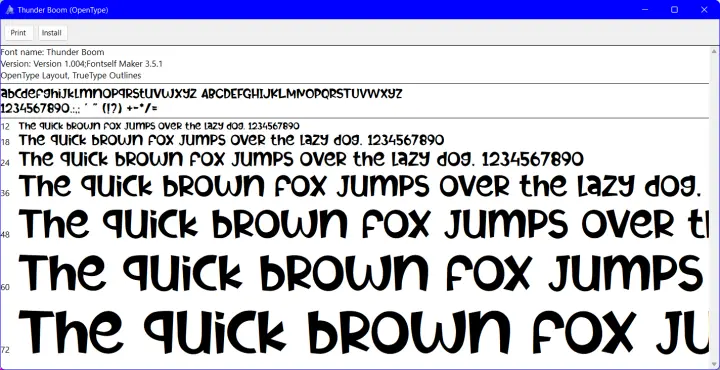 Thunder Boom (OpenType)
Print Install
Font name: Thunder Boom
Version: Version 1.004;Fontself Maker 3.5.1
OpenType Layout, TrueType Outlines
abcdefghijklmnopqrstuvwxyz ABCDEFGHIJKLMNOPQRSTUVWXYZ
1234567890.:,; ' " (!?) +-*/=
12 The quick brown fox jumps over the lazy dog. 1234567890
18 The quick brown fox jumps over the lazy dog. 1234567890
24 The quick brown fox jumps over the lazy dog. 1234567890
36 The quick brown fox jumps over the lazy dog.
48 The quick brown fox jumps over t
60 The quick brown fox jumps
72 The quick brown fox ju